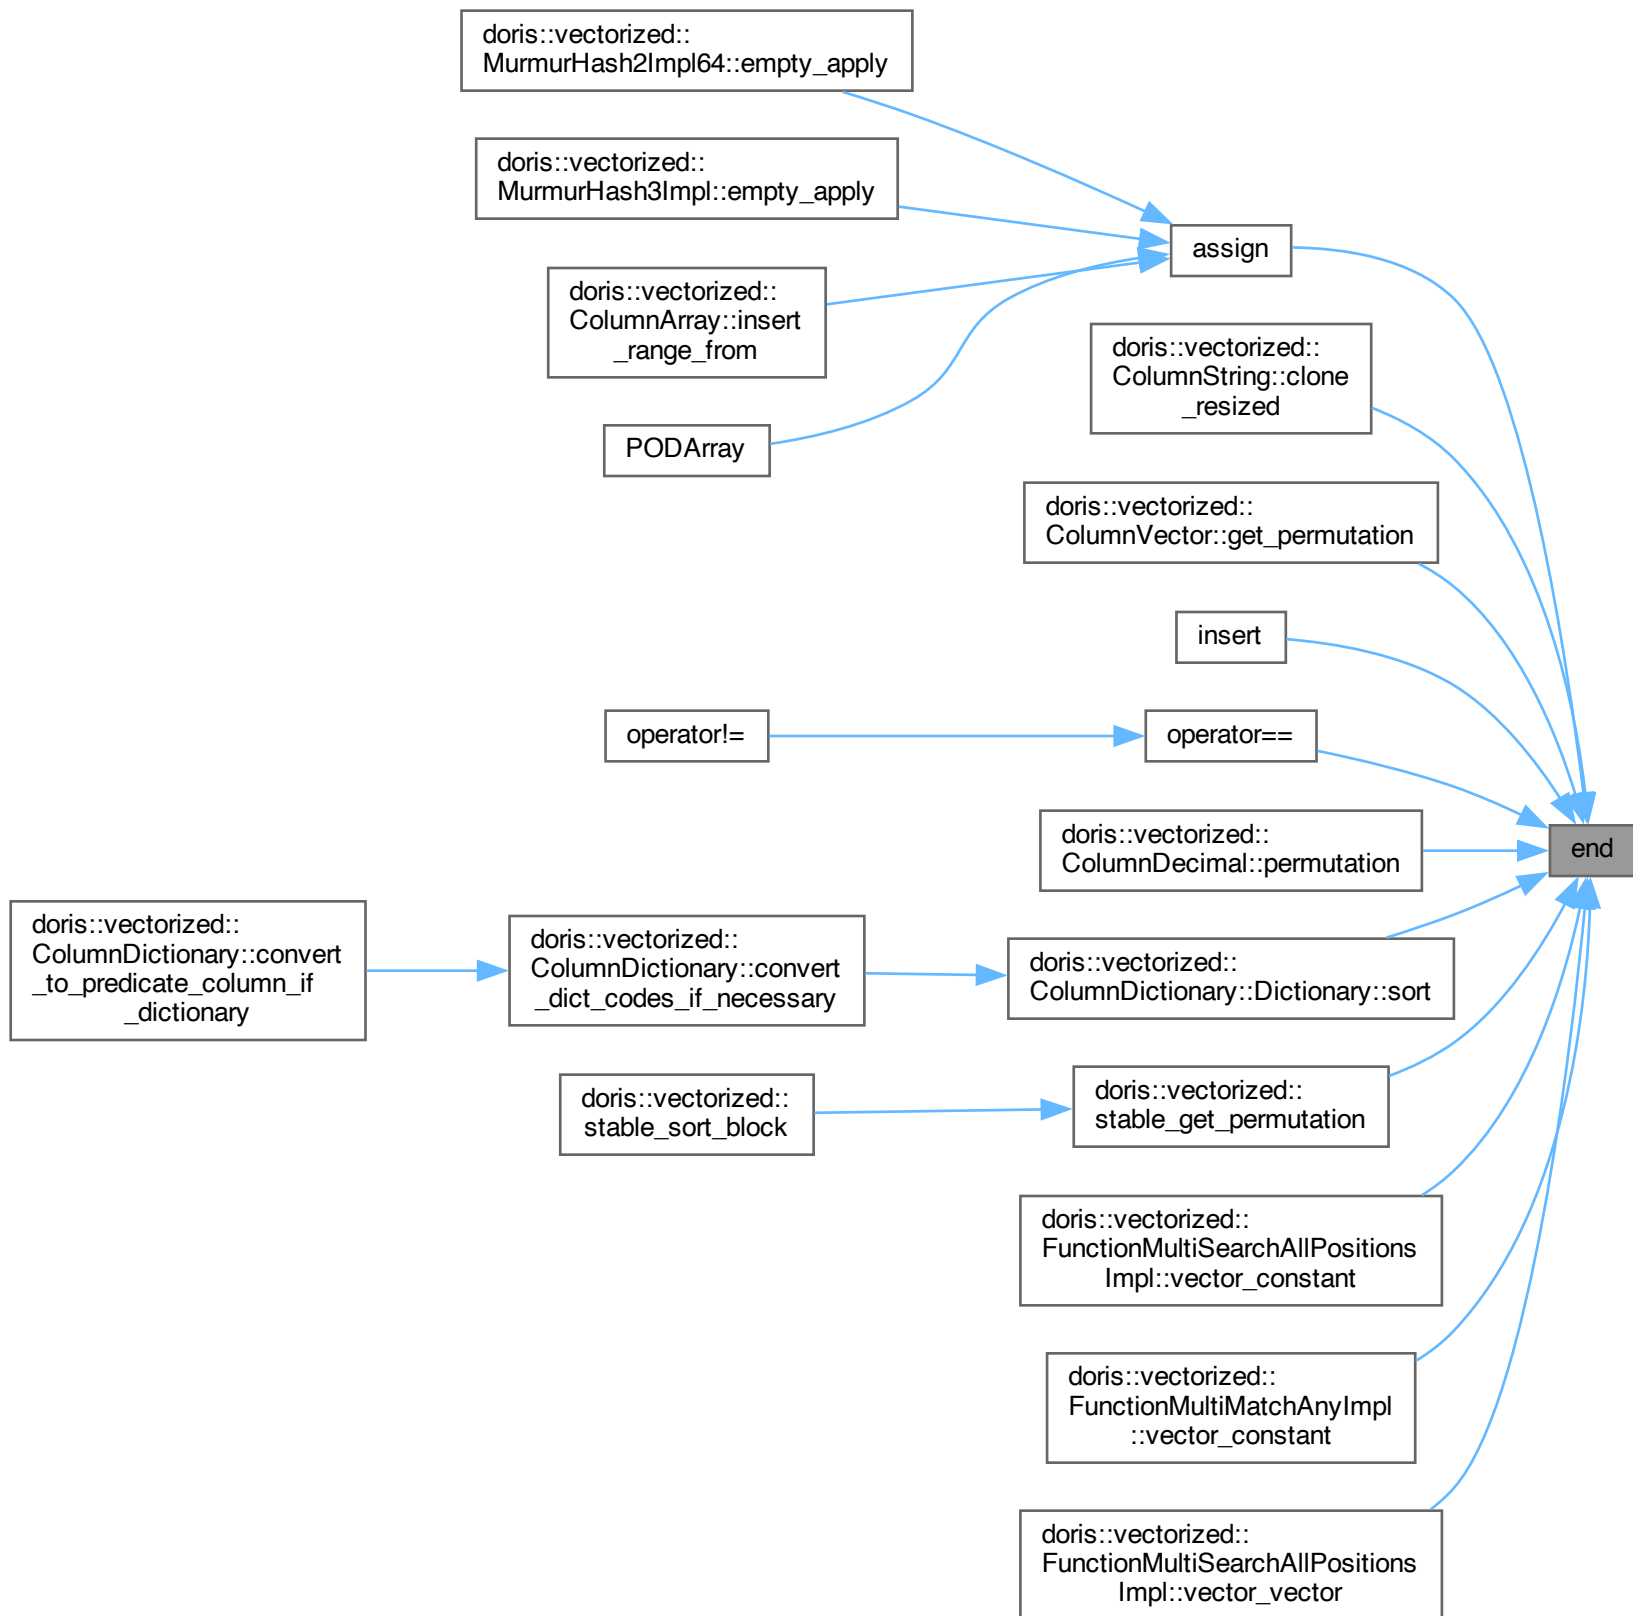 doris::vectorized::
MurmurHash2Impl64::empty_apply
doris::vectorized::
MurmurHash3Impl::empty_apply
assign
doris::vectorized::
ColumnArray::insert
_range_from
doris::vectorized::
ColumnString::clone
_resized
PODArray
doris::vectorized::
ColumnVector::get_permutation
insert
operator!=
operator==
doris::vectorized::
ColumnDecimal::permutation
end
doris::vectorized::
ColumnDictionary::convert
_to_predicate_column_if
_dictionary
doris::vectorized::
ColumnDictionary::convert
_dict_codes_if_necessary
doris::vectorized::
ColumnDictionary::Dictionary::sort
doris::vectorized::
stable_sort_block
doris::vectorized::
stable_get_permutation
doris::vectorized::
FunctionMultiSearchAllPositions
Impl::vector_constant
doris::vectorized::
FunctionMultiMatchAnyImpl
::vector_constant
doris::vectorized::
FunctionMultiSearchAllPositions
Impl::vector_vector